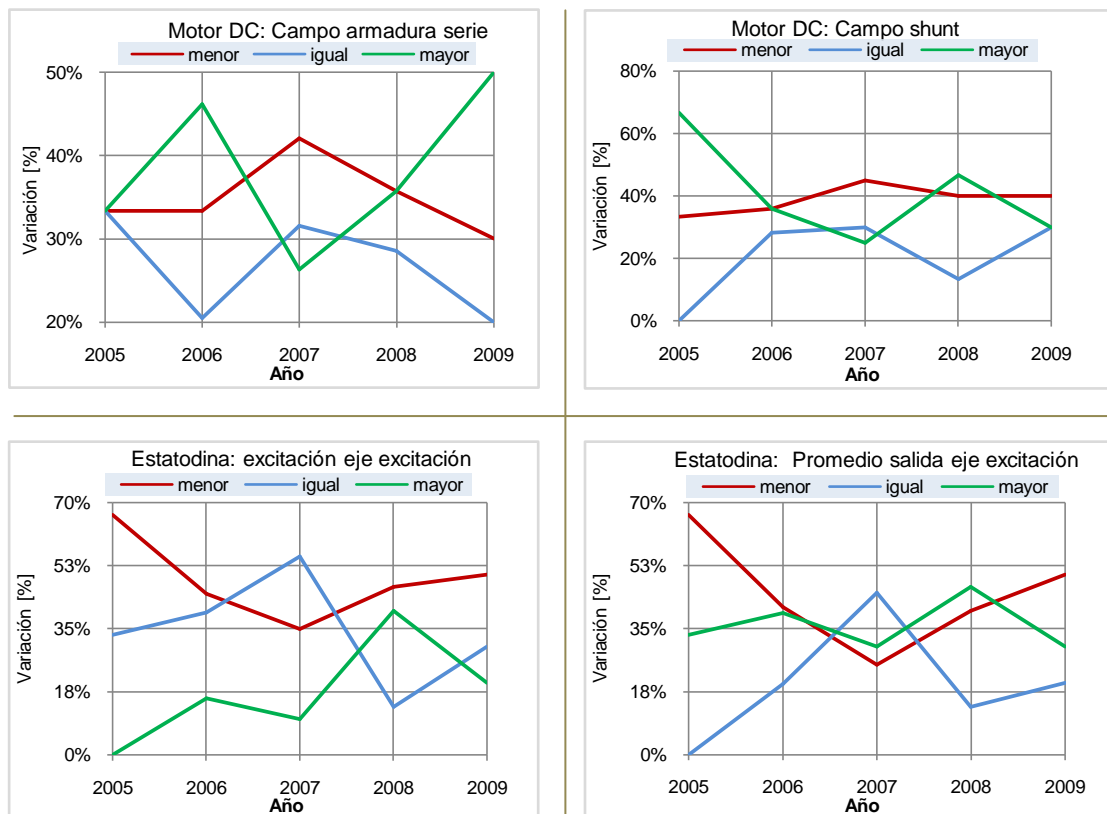 Motor DC: Campo armadura serie
menor igual mayor
50%
40%
30%
20%
Variación [%]
2005 2006 2007 2008 2009
Año
Motor DC: Campo shunt
menor igual mayor
80%
60%
40%
20%
0%
Variación [%]
2005 2006 2007 2008 2009
Año
Estatodina: excitación eje excitación
menor igual mayor
70%
53%
35%
18%
0%
Variación [%]
2005 2006 2007 2008 2009
Año
Estatodina: Promedio salida eje excitación
menor igual mayor
70%
53%
35%
18%
0%
Variación [%]
2005 2006 2007 2008 2009
Año